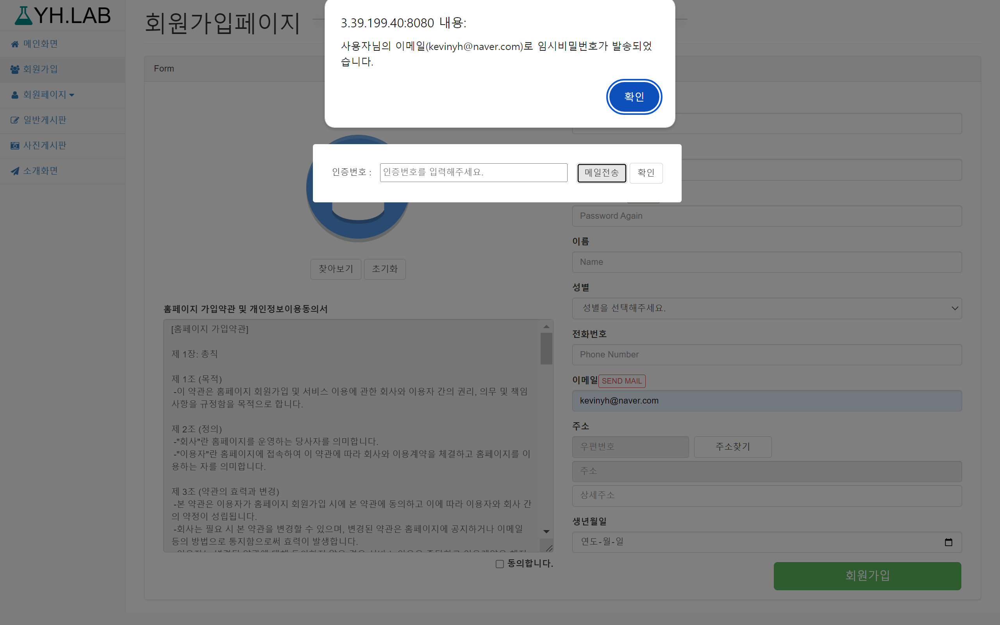 YH.LAB
메인화면
회원가입
회원페이지
일반게시판
사진게시판
소개화면
회원가입페이지
3.39.199.40:8080 내용:
사용자님의 이메일(kevinyh@naver.com)로 임시비밀번호가 발송되었
습니다.
확인
Form
인증번호 :
인증번호를 입력해주세요.
메일전송
확인
찾아보기
초기화
홈페이지 가입약관 및 개인정보이용동의서
[홈페이지 가입약관]
제 1장: 총칙
제 1조 (목적)
-이 약관은 홈페이지 회원가입 및 서비스 이용에 관한 회사와 이용자 간의 권리, 의무 및 책임
사항을 규정함을 목적으로 합니다.
제 2조 (정의)
-"회사"란 홈페이지를 운영하는 당사자를 의미합니다.
-"이용자"란 홈페이지에 접속하여 이 약관에 따라 회사와 이용계약을 체결하고 홈페이지를 이
용하는 자를 의미합니다.
제 3조 (약관의 효력과 변경)
-본 약관은 이용자가 홈페이지 회원가입 시에 본 약관에 동의하고 이에 따라 이용자와 회사 간
의 약정이 성립됩니다.
-회사는 필요 시 본 약관을 변경할 수 있으며, 변경된 약관은 홈페이지에 공지하거나 이메일
등의 방법으로 통지함으로써 효력이 발생합니다.
동의합니다.
Password Again
이름
Name
성별
성별을 선택해주세요.
전화번호
Phone Number
이메일 SEND MAIL
kevinyh@naver.com
주소
우편번호
주소찾기
주소
상세주소
생년월일
연도-월-일
회원가입